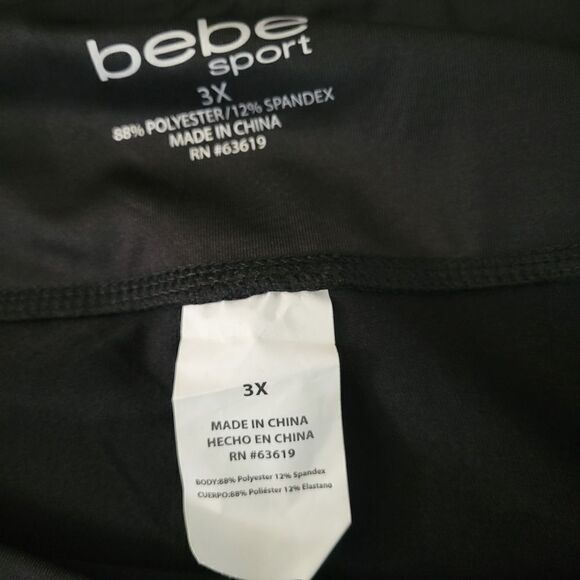 bebe
sport
3X
88% POLYESTER/12% SPANDEX
MADE IN CHINA
RN #63619
3X
MADE IN CHINA
HECHO EN CHINA
RN #63619
BODY:88% Polyester 12% Spandex
CUERPO:88% Poliéster 12% Elastano